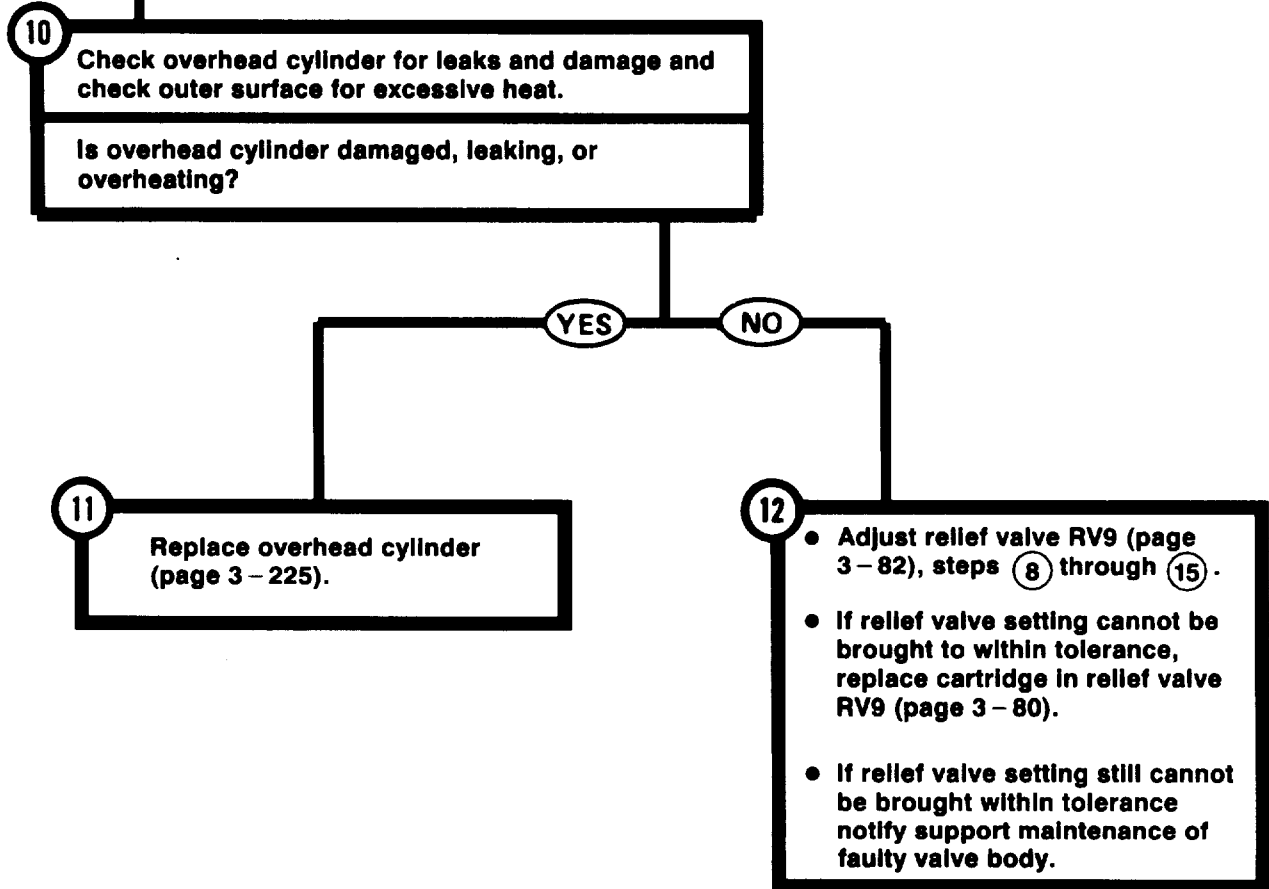 10
Check overhead cylinder for leaks and damage and
check outer surface for excessive heat.
Is overhead cylinder damaged, leaking, or
overheating?
YES
NO
11
Replace overhead cylinder
(page 3–225).
12
● Adjust relief valve RV9 (page
3–82), steps 8 through 15.
● If relief valve setting cannot be
brought to within tolerance,
replace cartridge in relief valve
RV9 (page 3–80).
● If relief valve setting still cannot
be brought within tolerance
notify support maintenance of
faulty valve body.